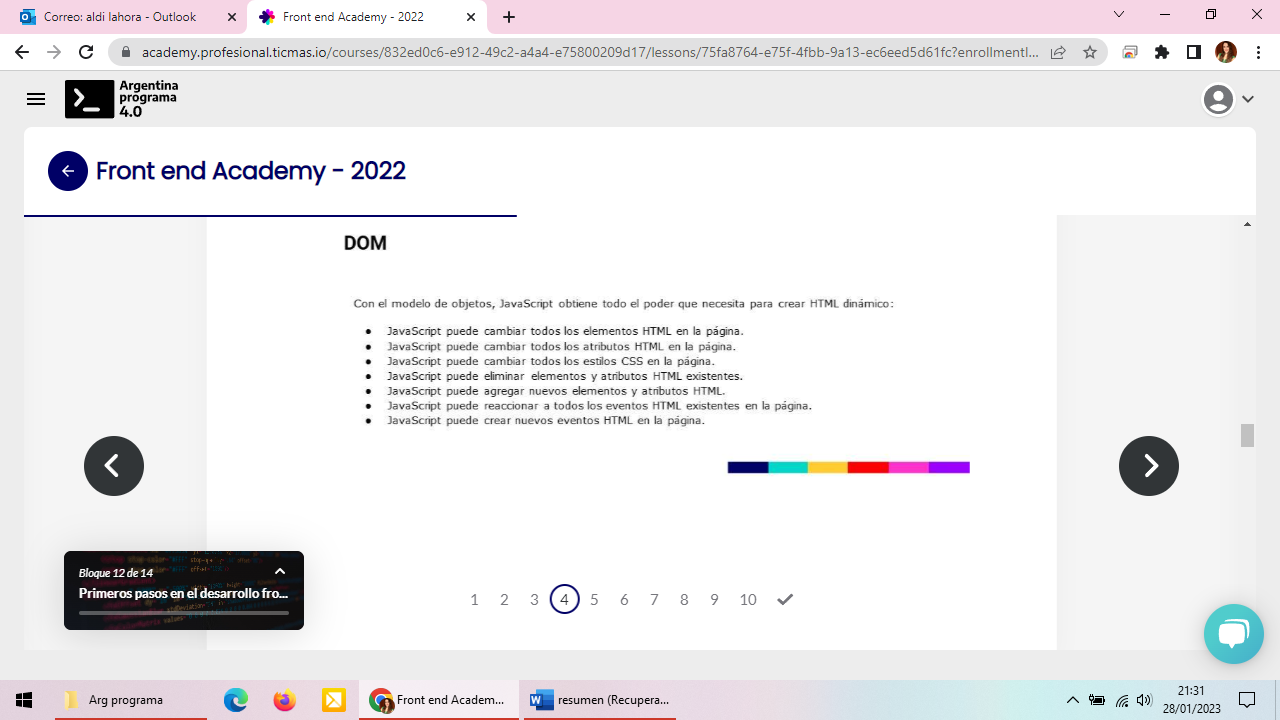 Correo: aldi lahora - Outlook
Front end Academy - 2022
academy.profesional.ticmas.io/courses/832ed0c6-e912-49c2-a4a4-e75800209d17/lessons/75fa8764-e75f-4fbb-9a13-ec6eed5d61fc?enrollmentI...
Argentina
programa
4.0
Front end Academy - 2022
DOM
Con el modelo de objetos, JavaScript obtiene todo el poder que necesita para crear HTML dinámico:
● JavaScript puede cambiar todos los elementos HTML en la página.
● JavaScript puede cambiar todos los atributos HTML en la página.
● JavaScript puede cambiar todos los estilos CSS en la página.
● JavaScript puede eliminar elementos y atributos HTML existentes.
● JavaScript puede agregar nuevos elementos y atributos HTML.
● JavaScript puede reaccionar a todos los eventos HTML existentes en la página.
● JavaScript puede crear nuevos eventos HTML en la página.
Bloque 12 de 14
Primeros pasos en el desarrollo fro...
1 2 3 4 5 6 7 8 9 10
Arg programa
Front end Academ...
resumen (Recupera...
21:31
28/01/2023